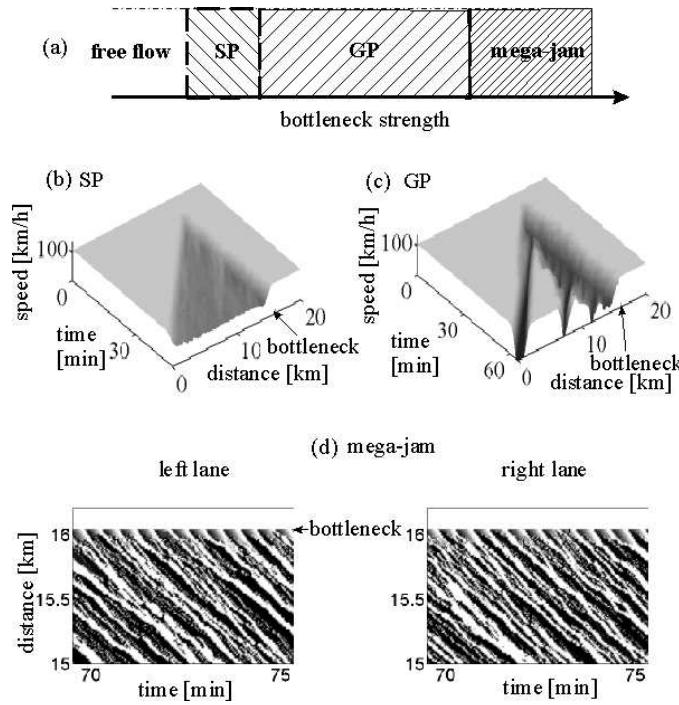 (a)
free flow SP GP mega-jam
bottleneck strength
(b) SP
speed [km/h]
100
0
30
time
[min]
0
10
20
bottleneck
distance [km]
(c) GP
speed [km/h]
100
0
30
60
time
[min]
0
10
20
bottleneck
distance [km]
(d) mega-jam
left lane right lane
bottleneck
distance [km]
16
15.5
15
70 75
time [min]
16
15.5
15
70 75
time [min]